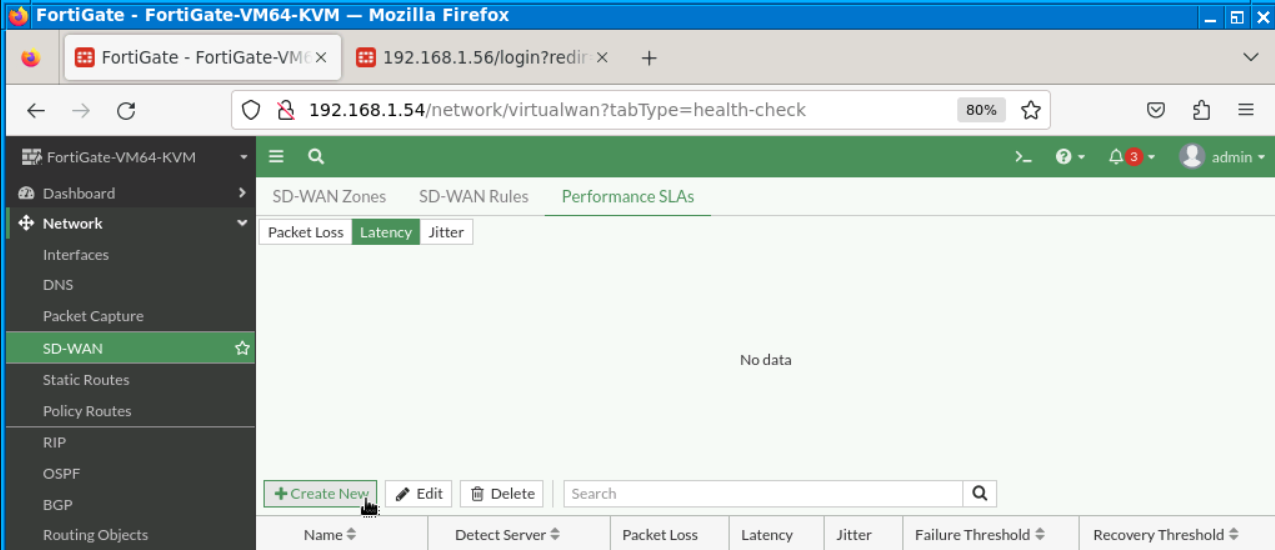 FortiGate - FortiGate-VM64-KVM — Mozilla Firefox
FortiGate - FortiGate-VM6
192.168.1.56/login?redir
192.168.1.54/network/virtualwan?tabType=health-check
80%
FortiGate-VM64-KVM
3
admin
Dashboard
Network
Interfaces
DNS
Packet Capture
SD-WAN
Static Routes
Policy Routes
RIP
OSPF
BGP
Routing Objects
SD-WAN Zones SD-WAN Rules Performance SLAs
Packet Loss Latency Jitter
No data
+Create New Edit Delete Search
Name Detect Server Packet Loss Latency Jitter Failure Threshold Recovery Threshold